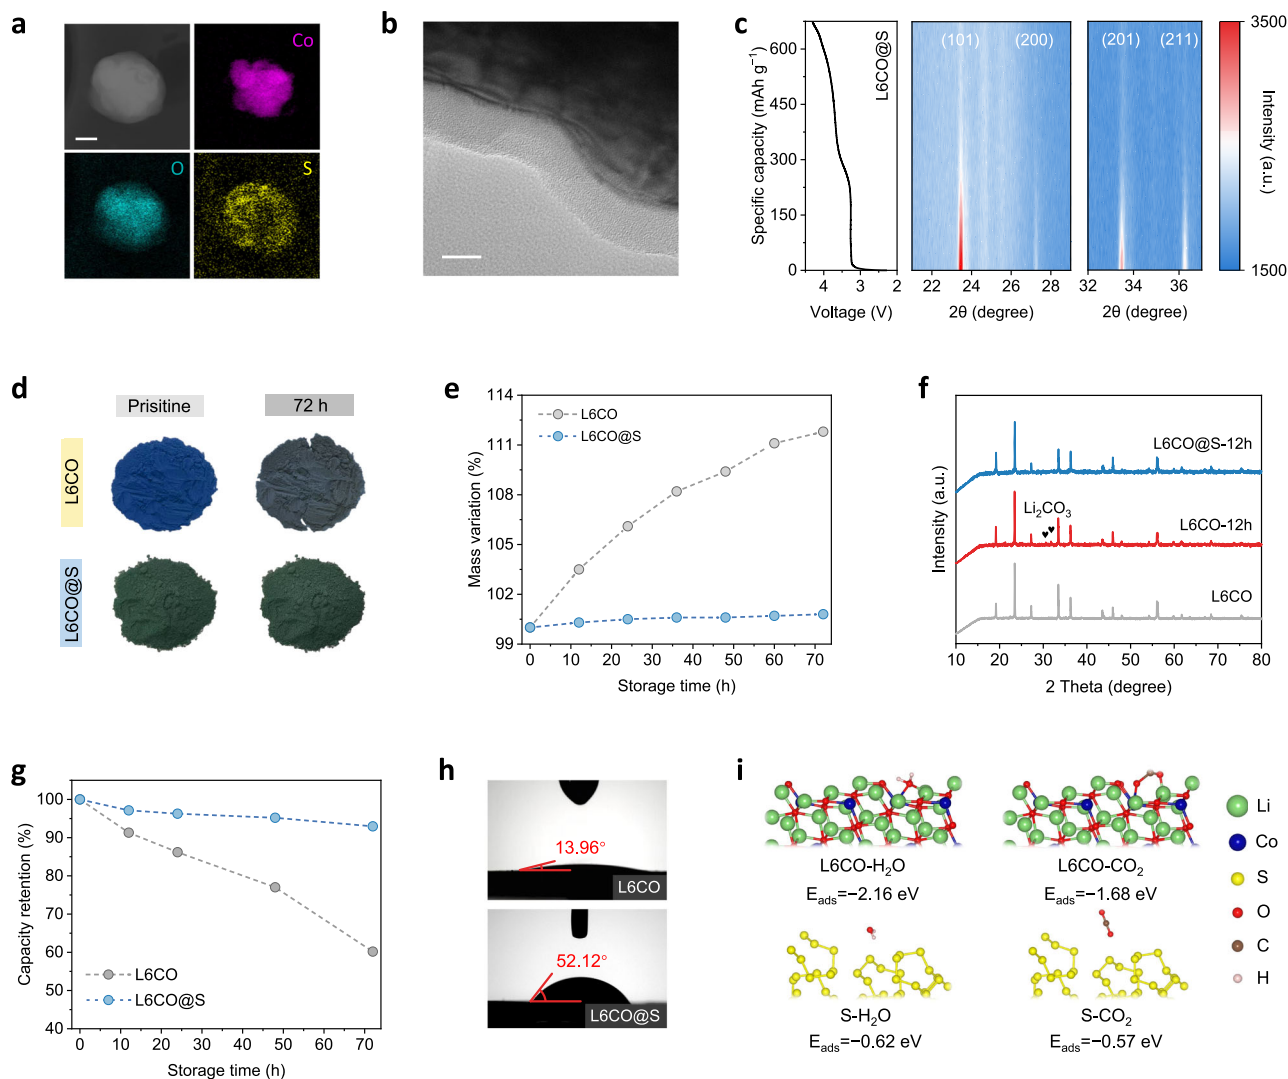 a
Co
O
S
b
c
600
450
300
150
0
Specific capacity (mAh g⁻¹)
4
3
2
Voltage (V)
L6CO@S
(101)
(200)
22
24
26
28
2θ (degree)
(201)
(211)
32
34
36
2θ (degree)
3500
1500
Intensity (a.u.)
d
Prisitine
72 h
L6CO
L6CO@S
e
114
111
108
105
102
99
Mass variation (%)
L6CO
L6CO@S
0
10
20
30
40
50
60
70
Storage time (h)
f
Intensity (a.u.)
L6CO@S-12h
Li₂CO₃
♥ ♥
L6CO-12h
L6CO
10
20
30
40
50
60
70
80
2 Theta (degree)
g
100
90
80
70
60
50
40
Capacity retention (%)
L6CO
L6CO@S
0
10
20
30
40
50
60
70
Storage time (h)
h
13.96°
L6CO
52.12°
L6CO@S
i
L6CO-H₂O
Eₐdₛ=−2.16 eV
L6CO-CO₂
Eₐdₛ=−1.68 eV
S-H₂O
Eₐdₛ=−0.62 eV
S-CO₂
Eₐdₛ=−0.57 eV
Li
Co
S
O
C
H